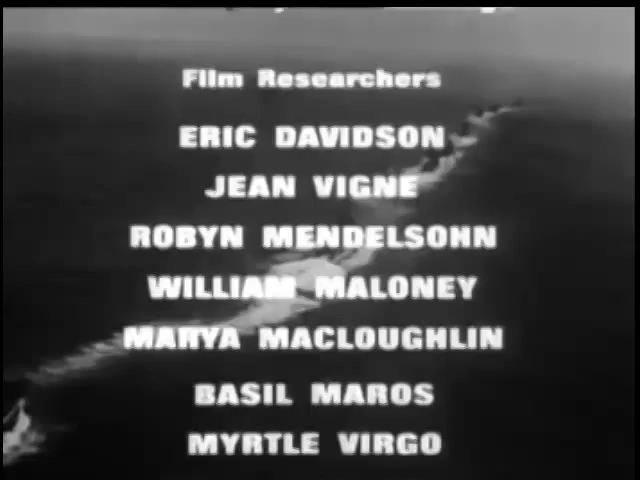 Film Researchers
ERIC DAVIDSON
JEAN VIGNE
ROBYN MENDELSOHN
WILLIAM MALONEY
MARYA MACLOUGHLIN
BASIL MAROS
MYRTLE VIRGO